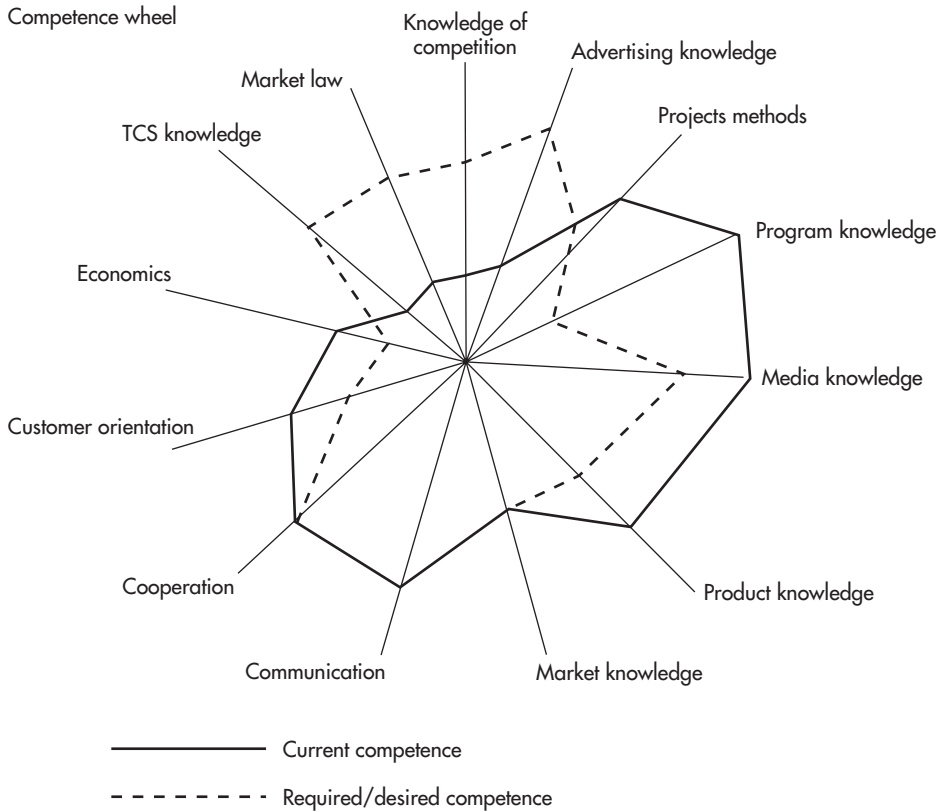 Competence wheel
Knowledge of
competition
Advertising knowledge
Market law
Projects methods
TCS knowledge
Program knowledge
Economics
Media knowledge
Customer orientation
Cooperation
Product knowledge
Communication
Market knowledge
Current competence
Required/desired competence